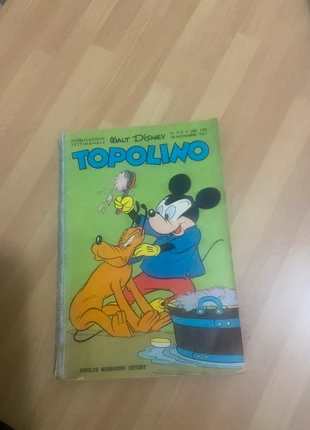 PUBBLICAZIONE
SETTIMANALE
WALT DISNEY
TOPOLINO
ARNOLDO MONDADORI EDITORE